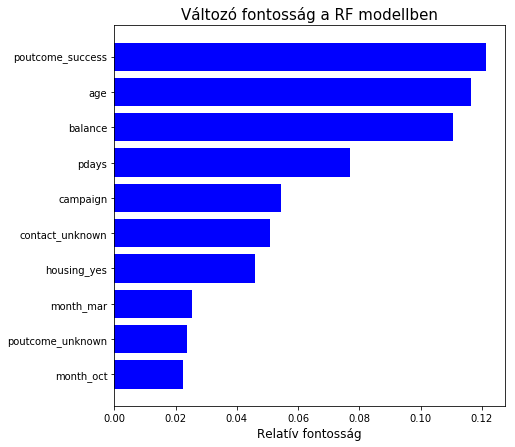 Változó fontosság a RF modellben
poutcome_success
age
balance
pdays
campaign
contact_unknown
housing_yes
month_mar
poutcome_unknown
month_oct
0.00 0.02 0.04 0.06 0.08 0.10 0.12
Relatív fontosság